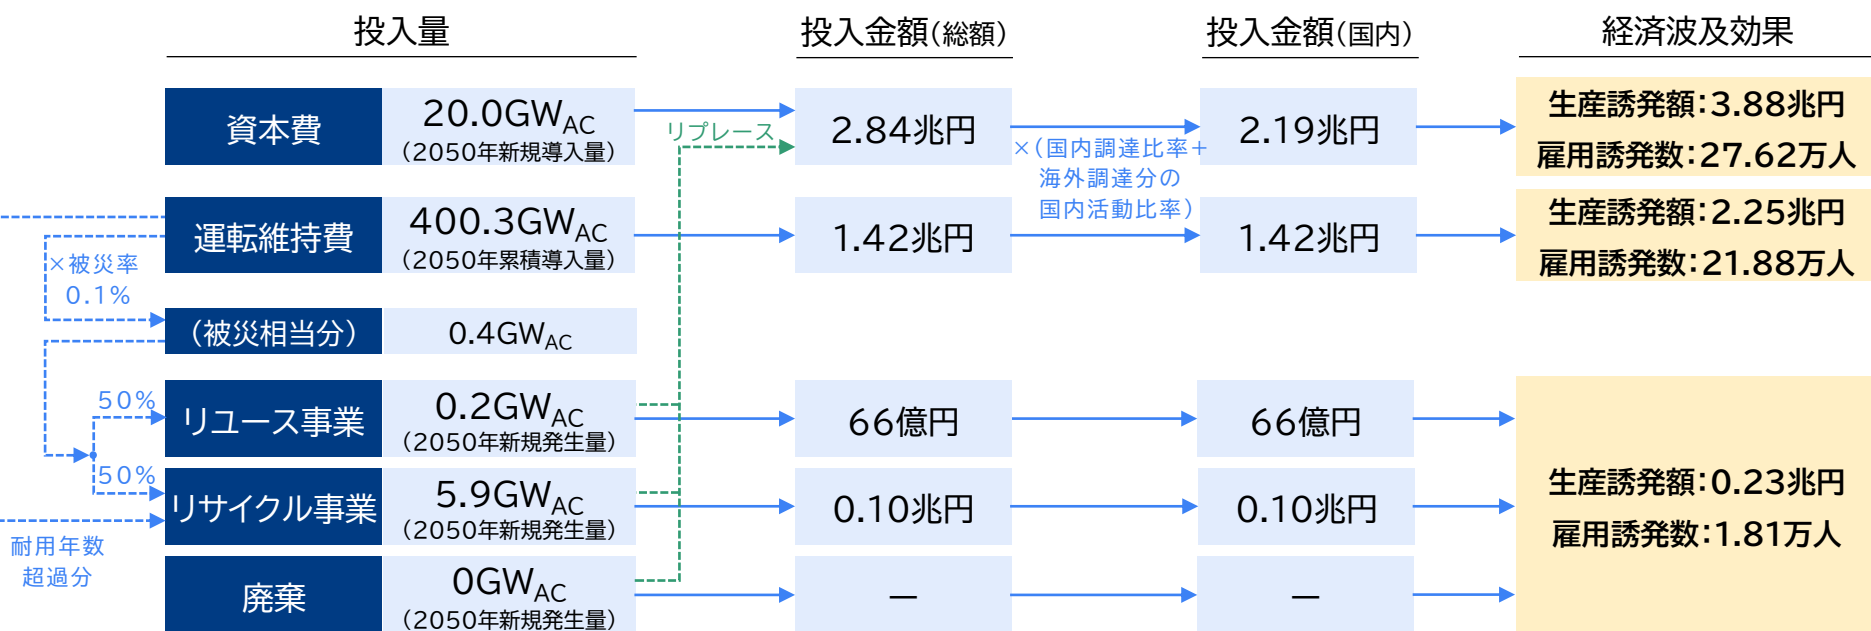 投入量
投入金額(総額)
投入金額(国内)
経済波及効果
資本費
20.0GWAC
(2050年新規導入量)
リプレース
2.84兆円
×(国内調達比率+
海外調達分の
国内活動比率)
2.19兆円
生産誘発額:3.88兆円
雇用誘発数:27.62万人
運転維持費
400.3GWAC
(2050年累積導入量)
1.42兆円
1.42兆円
生産誘発額:2.25兆円
雇用誘発数:21.88万人
×被災率
0.1%
(被災相当分)
0.4GWAC
50%
リユース事業
0.2GWAC
(2050年新規発生量)
66億円
66億円
50%
リサイクル事業
5.9GWAC
(2050年新規発生量)
0.10兆円
0.10兆円
生産誘発額:0.23兆円
雇用誘発数:1.81万人
耐用年数
超過分
廃棄
0GWAC
(2050年新規発生量)
－
－